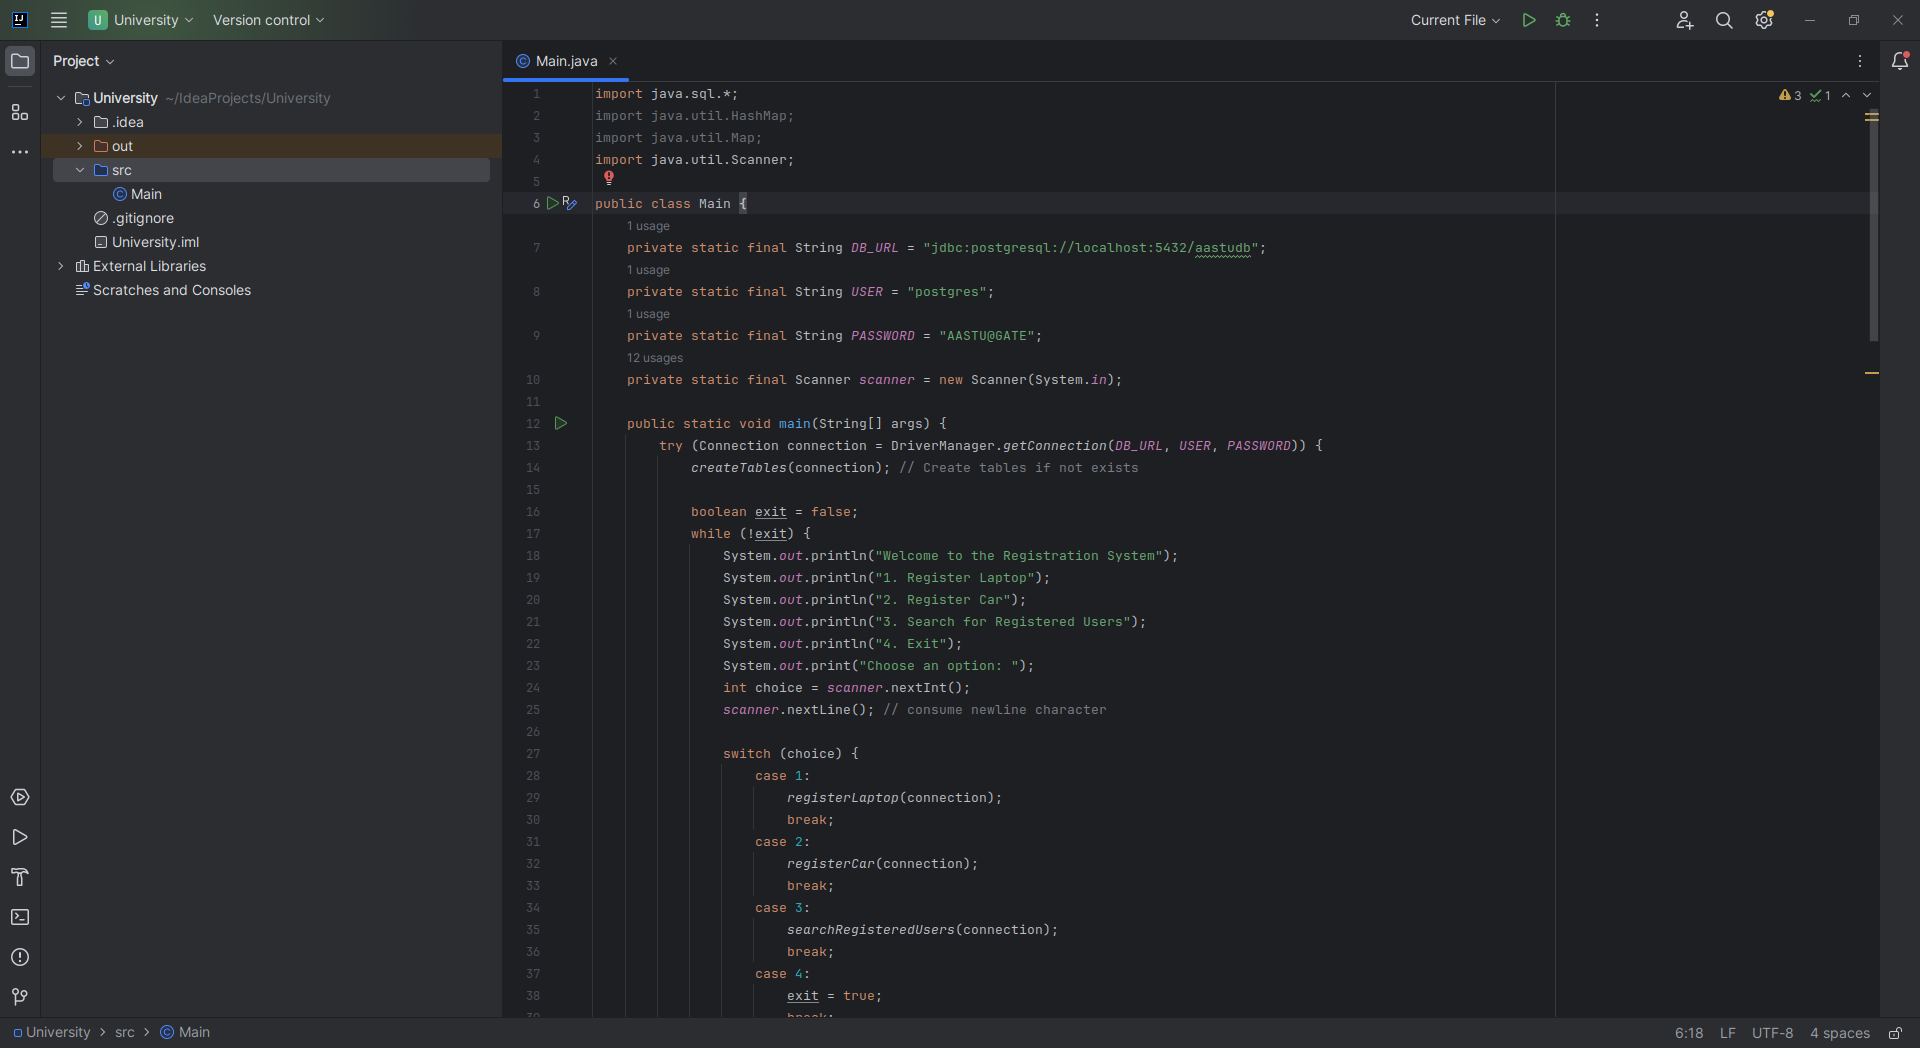 U University Version control Current File
Project
Main.java
University ~/IdeaProjects/University
.idea
out
src
Main
.gitignore
University.iml
External Libraries
Scratches and Consoles
3 1
1 import java.sql.*;
2 import java.util.HashMap;
3 import java.util.Map;
4 import java.util.Scanner;
5
6 public class Main {
1 usage
7 private static final String DB_URL = "jdbc:postgresql://localhost:5432/aastudb";
1 usage
8 private static final String USER = "postgres";
1 usage
9 private static final String PASSWORD = "AASTU@GATE";
12 usages
10 private static final Scanner scanner = new Scanner(System.in);
11
12 public static void main(String[] args) {
13 try (Connection connection = DriverManager.getConnection(DB_URL, USER, PASSWORD)) {
14 createTables(connection); // Create tables if not exists
15
16 boolean exit = false;
17 while (!exit) {
18 System.out.println("Welcome to the Registration System");
19 System.out.println("1. Register Laptop");
20 System.out.println("2. Register Car");
21 System.out.println("3. Search for Registered Users");
22 System.out.println("4. Exit");
23 System.out.print("Choose an option: ");
24 int choice = scanner.nextInt();
25 scanner.nextLine(); // consume newline character
26
27 switch (choice) {
28 case 1:
29 registerLaptop(connection);
30 break;
31 case 2:
32 registerCar(connection);
33 break;
34 case 3:
35 searchRegisteredUsers(connection);
36 break;
37 case 4:
38 exit = true;
University > src > Main
6:18 LF UTF-8 4 spaces